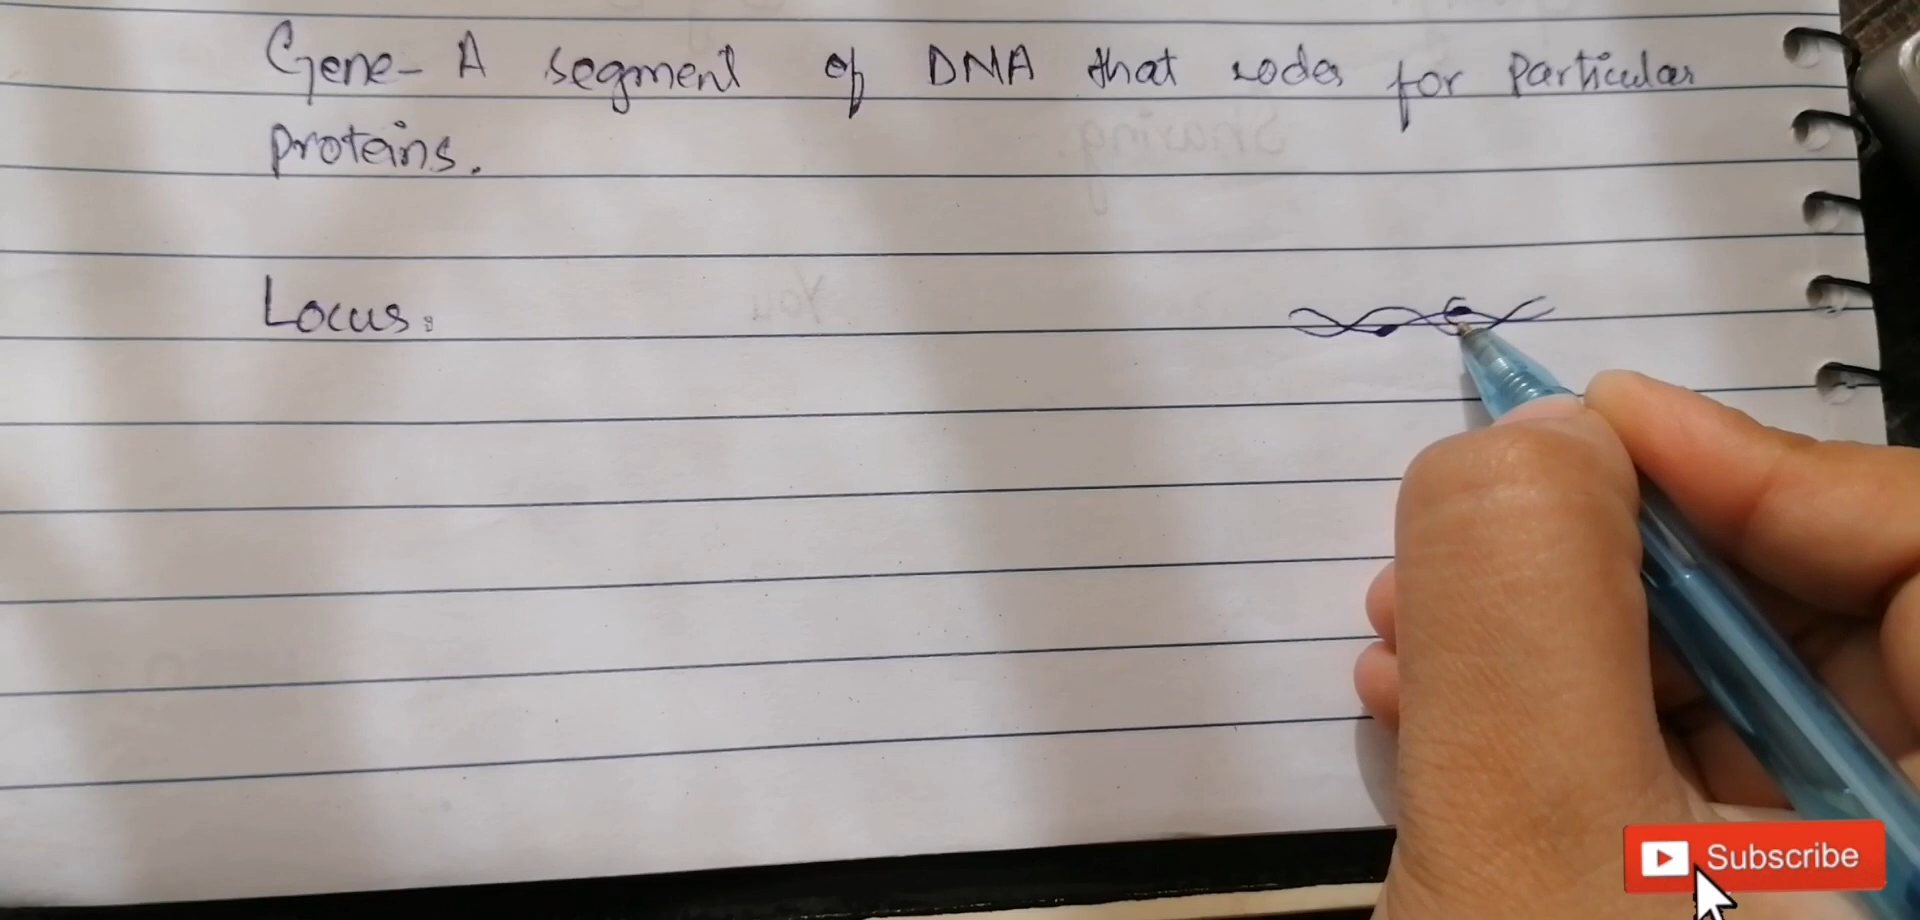 Gene- A segment of DNA that codes for particular
proteins.
Locus:
Subscribe